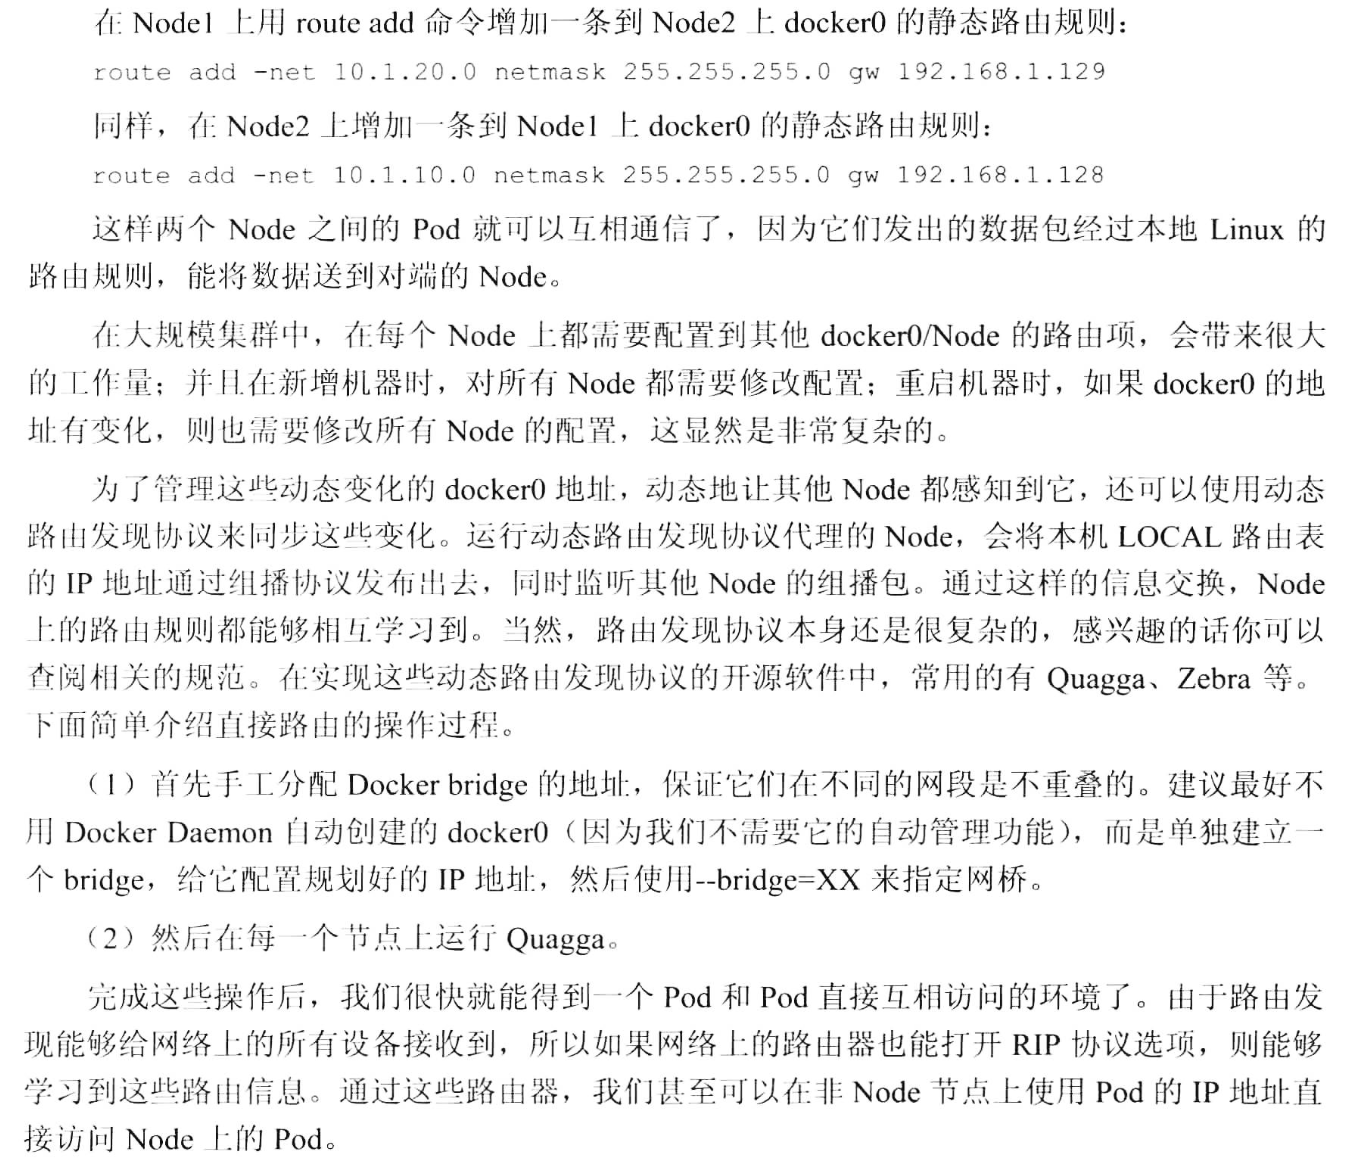 在 Node1 上用 route add 命令增加一条到 Node2 上 docker0 的静态路由规则：
route add -net 10.1.20.0 netmask 255.255.255.0 gw 192.168.1.129
同样，在 Node2 上增加一条到 Node1 上 docker0 的静态路由规则：
route add -net 10.1.10.0 netmask 255.255.255.0 gw 192.168.1.128
这样两个 Node 之间的 Pod 就可以互相通信了，因为它们发出的数据包经过本地 Linux 的
路由规则，能将数据送到对端的 Node。
在大规模集群中，在每个 Node 上都需要配置到其他 docker0/Node 的路由项，会带来很大
的工作量；并且在新增机器时，对所有 Node 都需要修改配置；重启机器时，如果 docker0 的地
址有变化，则也需要修改所有 Node 的配置，这显然是非常复杂的。
为了管理这些动态变化的 docker0 地址，动态地让其他 Node 都感知到它，还可以使用动态
路由发现协议来同步这些变化。运行动态路由发现协议代理的 Node，会将本机 LOCAL 路由表
的 IP 地址通过组播协议发布出去，同时监听其他 Node 的组播包。通过这样的信息交换，Node
上的路由规则都能够相互学习到。当然，路由发现协议本身还是很复杂的，感兴趣的话你可以
查阅相关的规范。在实现这些动态路由发现协议的开源软件中，常用的有 Quagga、Zebra 等。
下面简单介绍直接路由的操作过程。
（1）首先手工分配 Docker bridge 的地址，保证它们在不同的网段是不重叠的。建议最好不
用 Docker Daemon 自动创建的 docker0（因为我们不需要它的自动管理功能），而是单独建立一
个 bridge，给它配置规划好的 IP 地址，然后使用--bridge=XX 来指定网桥。
（2）然后在每一个节点上运行 Quagga。
完成这些操作后，我们很快就能得到一个 Pod 和 Pod 直接互相访问的环境了。由于路由发
现能够给网络上的所有设备接收到，所以如果网络上的路由器也能打开 RIP 协议选项，则能够
学习到这些路由信息。通过这些路由器，我们甚至可以在非 Node 节点上使用 Pod 的 IP 地址直
接访问 Node 上的 Pod。